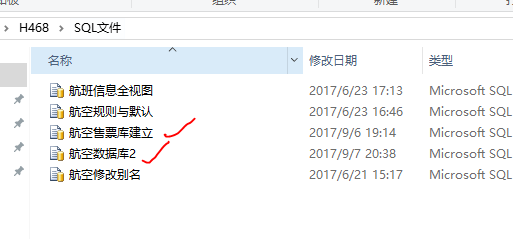 组织
新建
H468 › SQL文件
名称 修改日期 类型
航班信息全视图 2017/6/23 17:13 Microsoft SQL
航空规则与默认 2017/6/23 16:46 Microsoft SQL
航空售票库建立 2017/9/6 19:14 Microsoft SQL
航空数据库2 2017/9/7 20:38 Microsoft SQL
航空修改别名 2017/6/21 15:17 Microsoft SQL